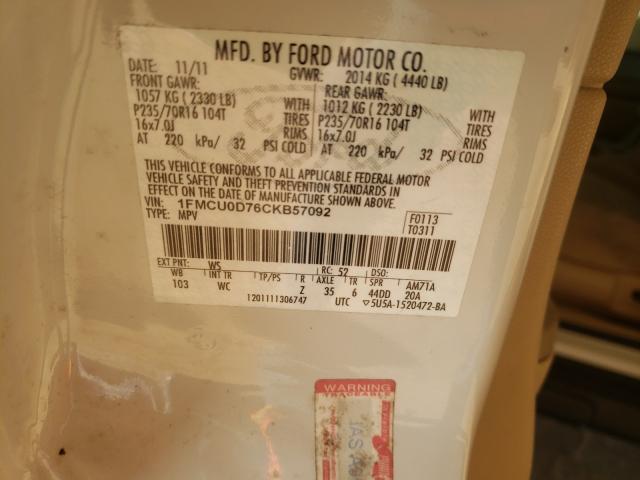 MFD. BY FORD MOTOR CO.
DATE: 11/11 GVWR: 2014 KG ( 4440 LB)
FRONT GAWR: REAR GAWR:
1057 KG ( 2330 LB) WITH 1012 KG ( 2230 LB) WITH
P235/70R16 104T TIRES P235/70R16 104T TIRES
16x7.0J RIMS 16x7.0J RIMS
AT 220 kPa/ 32 PSI COLD AT 220 kPa/ 32 PSI COLD
THIS VEHICLE CONFORMS TO ALL APPLICABLE FEDERAL MOTOR
VEHICLE SAFETY AND THEFT PREVENTION STANDARDS IN
EFFECT ON THE DATE OF MANUFACTURE SHOWN ABOVE.
VIN: 1FMCU0D76CKB57092
TYPE: MPV
F0113
T0311
EXT PNT: WS RC: 52 DSO:
WB INT TR TP/PS R AXLE TR SPR AM71A
103 WC Z 35 6 44DD 20A
1201111306747 UTC ▽5U5A-1520472-BA
WARNING
TRACEABLE
IAS